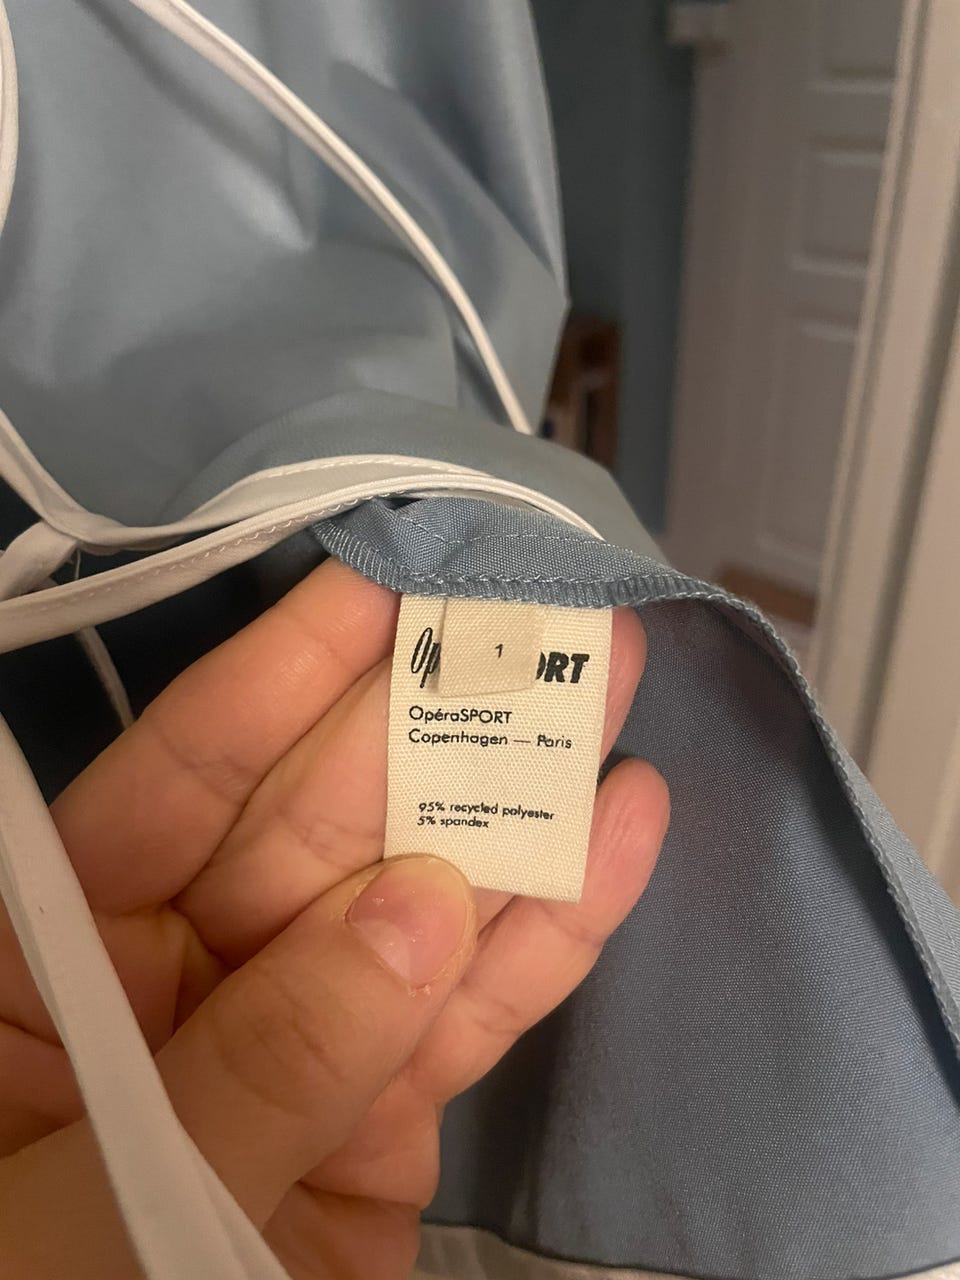 1
OpéraSPORT
Copenhagen — Paris
95% recycled polyester
5% spandex